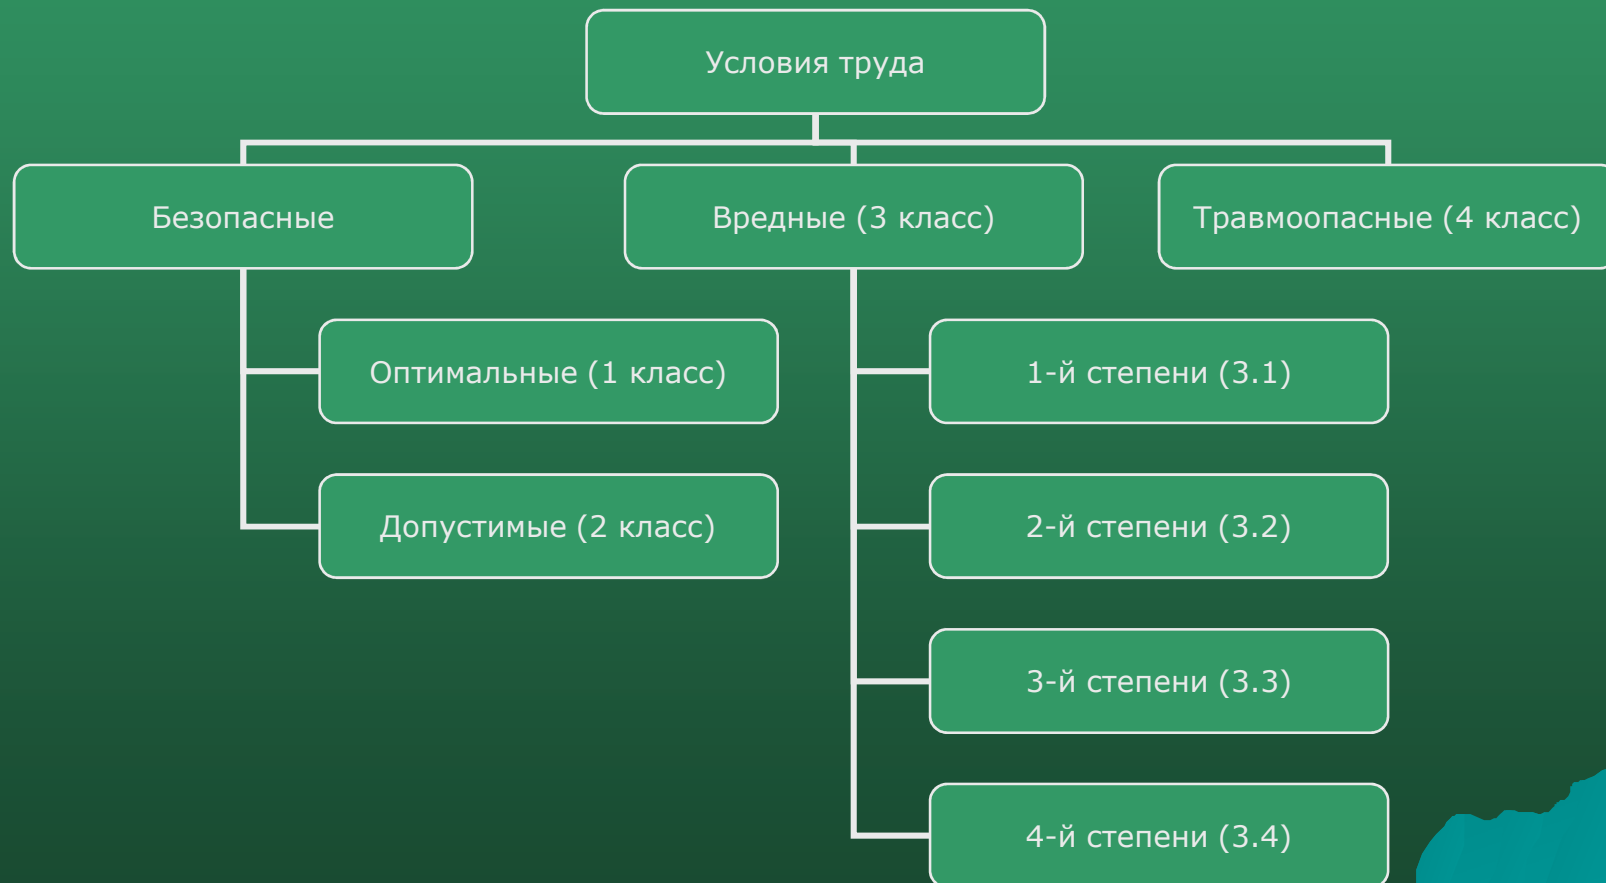 Условия труда
Безопасные
Вредные (3 класс)
Травмоопасные (4 класс)
Оптимальные (1 класс)
1-й степени (3.1)
Допустимые (2 класс)
2-й степени (3.2)
3-й степени (3.3)
4-й степени (3.4)